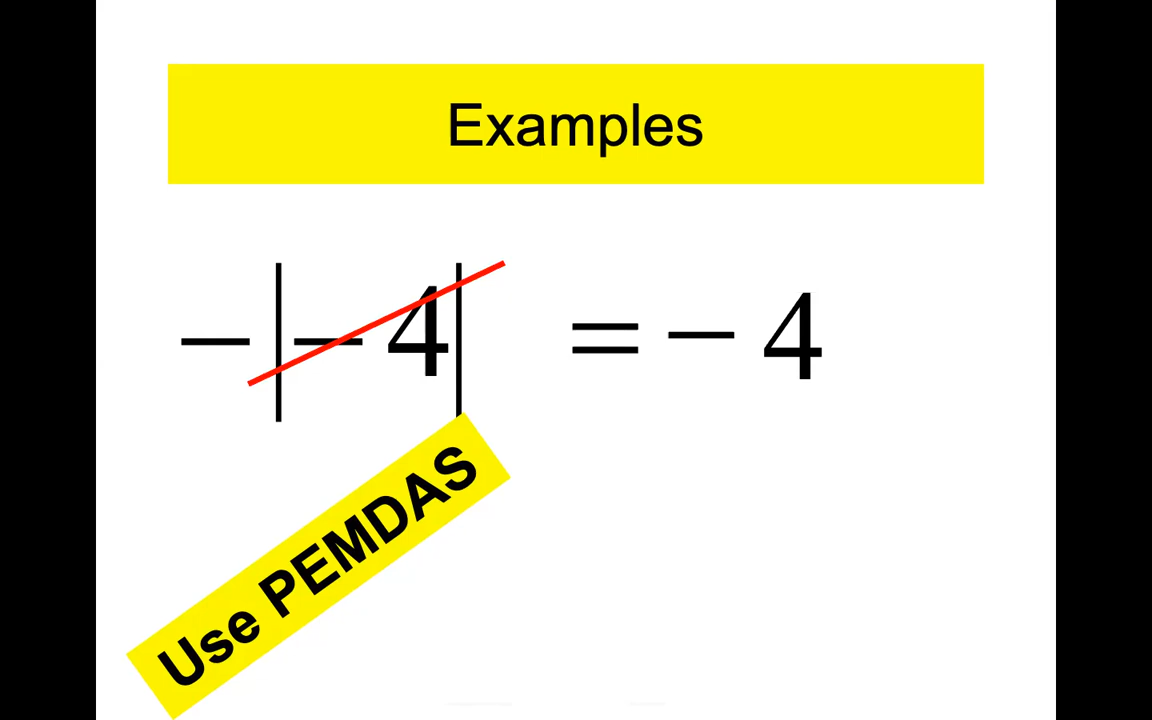 Examples
−|− 4| = − 4
Use PEMDAS